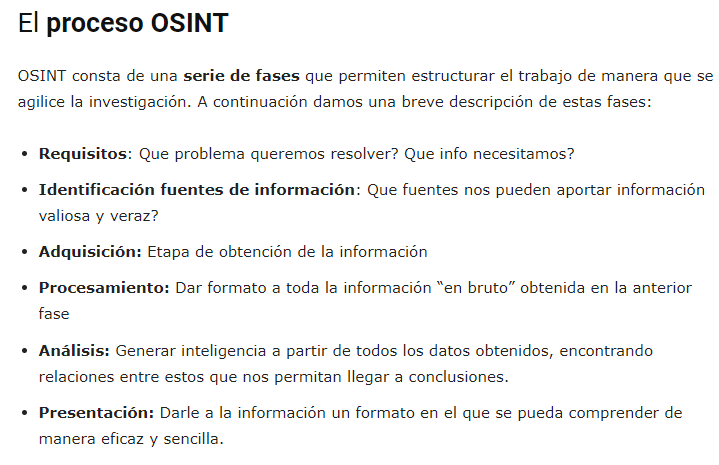 El proceso OSINT
OSINT consta de una serie de fases que permiten estructurar el trabajo de manera que se
agilice la investigación. A continuación damos una breve descripción de estas fases:
• Requisitos: Que problema queremos resolver? Que info necesitamos?
• Identificación fuentes de información: Que fuentes nos pueden aportar información
valiosa y veraz?
• Adquisición: Etapa de obtención de la información
• Procesamiento: Dar formato a toda la información “en bruto” obtenida en la anterior
fase
• Análisis: Generar inteligencia a partir de todos los datos obtenidos, encontrando
relaciones entre estos que nos permitan llegar a conclusiones.
• Presentación: Darle a la información un formato en el que se pueda comprender de
manera eficaz y sencilla.